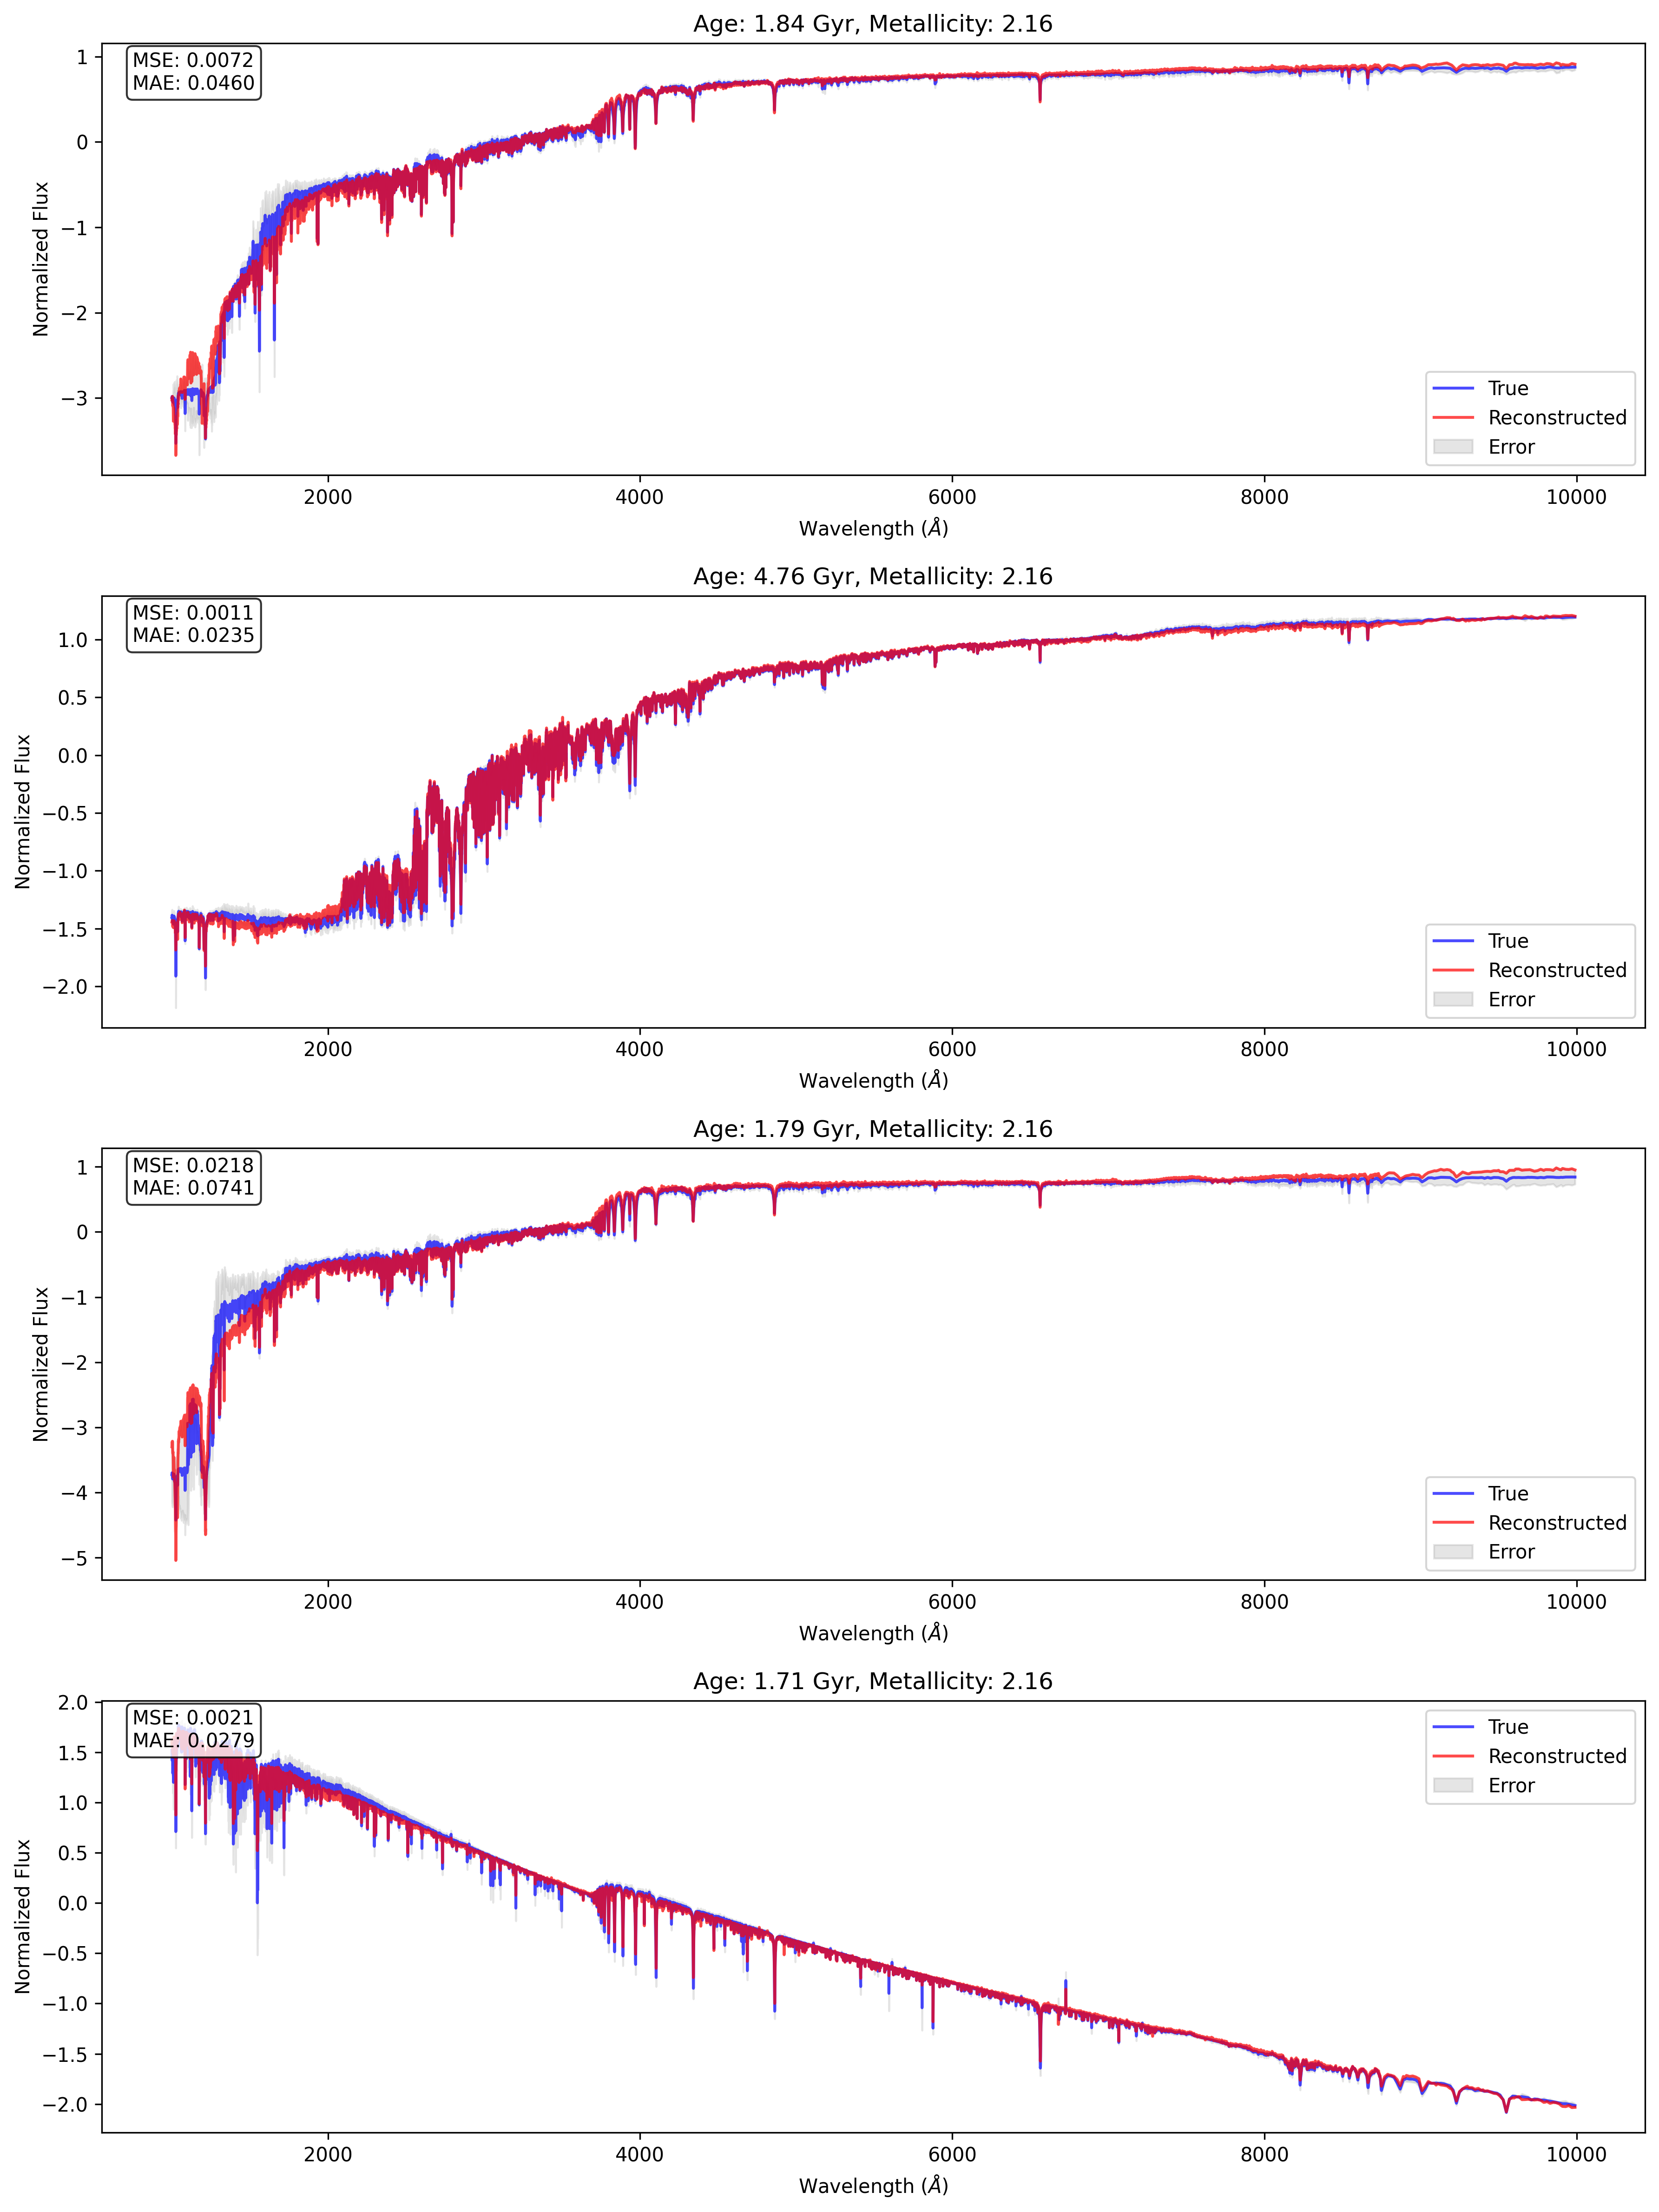 Age: 1.84 Gyr, Metallicity: 2.16
MSE: 0.0072
MAE: 0.0460
Normalized Flux
1
0
−1
−2
−3
True
Reconstructed
Error
2000 4000 6000 8000 10000
Wavelength (Å)
Age: 4.76 Gyr, Metallicity: 2.16
MSE: 0.0011
MAE: 0.0235
Normalized Flux
1.0
0.5
0.0
−0.5
−1.0
−1.5
−2.0
True
Reconstructed
Error
2000 4000 6000 8000 10000
Wavelength (Å)
Age: 1.79 Gyr, Metallicity: 2.16
MSE: 0.0218
MAE: 0.0741
Normalized Flux
1
0
−1
−2
−3
−4
−5
True
Reconstructed
Error
2000 4000 6000 8000 10000
Wavelength (Å)
Age: 1.71 Gyr, Metallicity: 2.16
MSE: 0.0021
MAE: 0.0279
True
Reconstructed
Error
Normalized Flux
2.0
1.5
1.0
0.5
0.0
−0.5
−1.0
−1.5
−2.0
2000 4000 6000 8000 10000
Wavelength (Å)